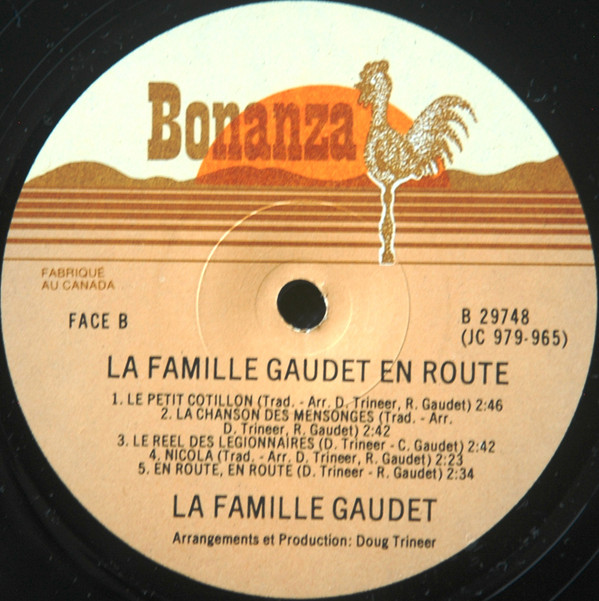 Bonanza
FABRIQUÉ
AU CANADA
FACE B
B 29748
(JC 979-965)
LA FAMILLE GAUDET EN ROUTE
1. LE PETIT COTILLON (Trad. - Arr. D. Trineer, R. Gaudet) 2:46
2. LA CHANSON DES MENSONGES (Trad. - Arr.
D. Trineer, R. Gaudet) 2:42
3. LE REEL DES LÉGIONNAIRES (D. Trineer - C. Gaudet) 2:42
4. NICOLA (Trad. - Arr. D. Trineer, R. Gaudet) 2:23
5. EN ROUTE, EN ROUTE (D. Trineer - R. Gaudet) 2:34
LA FAMILLE GAUDET
Arrangements et Production: Doug Trineer